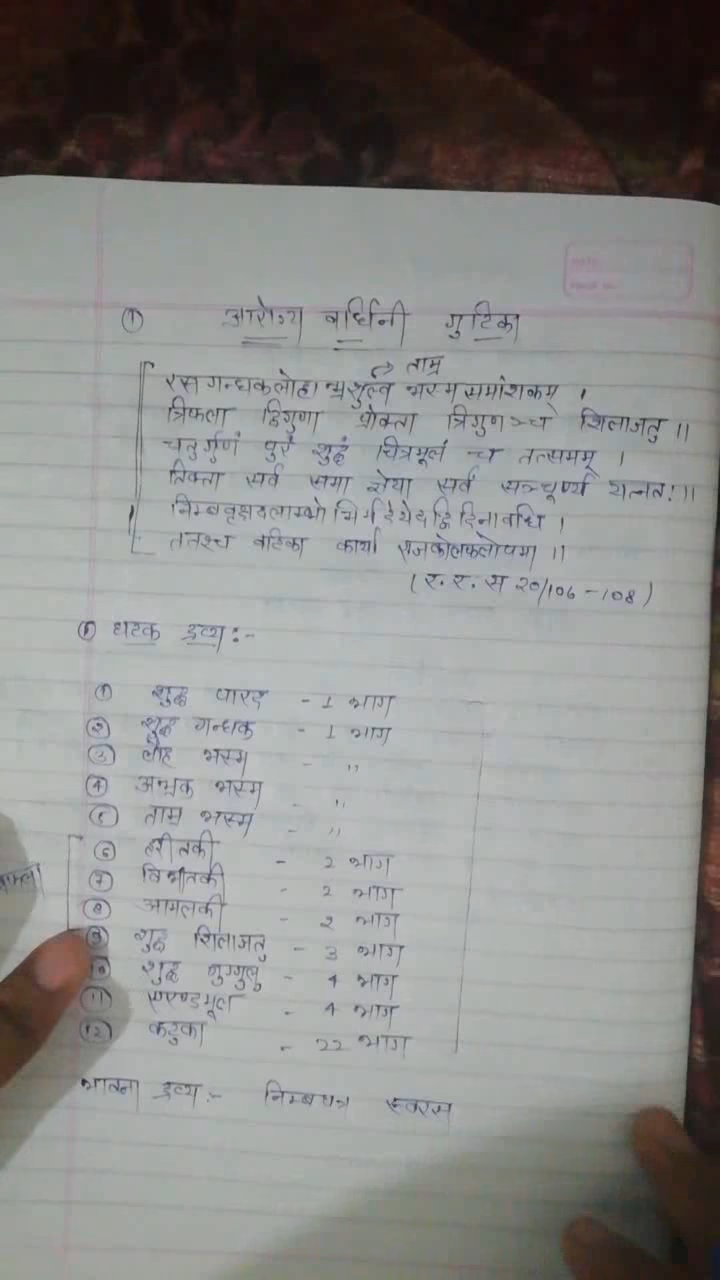 ① आरोग्य वर्धिनी गुटिका
→ ताम्र
रस गन्धक लोहा भ्रशुल्व भस्म समांशकम् ।
त्रिफला द्विगुणा प्रोक्ता त्रिगुणञ्च शिलाजतु ॥
चतुर्गुणं पुरं शुद्धं चित्रमूलं च तत्समम् ।
तिक्ता सर्व समा ज्ञेया सर्व सञ्चूर्ण्य यत्नतः ॥
निम्बवृक्षदलाम्भोभिर्मर्दयेद्द्वि दिनावधि ।
ततश्च वटिका कार्या राजकोलफलोपमा ॥
(र. र. स 20/106-108)
घटक द्रव्य :-
① शुद्ध पारद - 1 भाग
② शुद्ध गन्धक - 1 भाग
③ लौह भस्म - "
④ अभ्रक भस्म - "
⑤ ताम्र भस्म - "
⑥ हरीतकी - 2 भाग
⑦ बिभीतकी - 2 भाग
⑧ आमलकी - 2 भाग
⑨ शुद्ध शिलाजतु - 3 भाग
10 शुद्ध गुग्गुलु - 4 भाग
11 एरण्डमूल - 4 भाग
12 कटुका - 22 भाग
भावना द्रव्य :- निम्बपत्र स्वरस